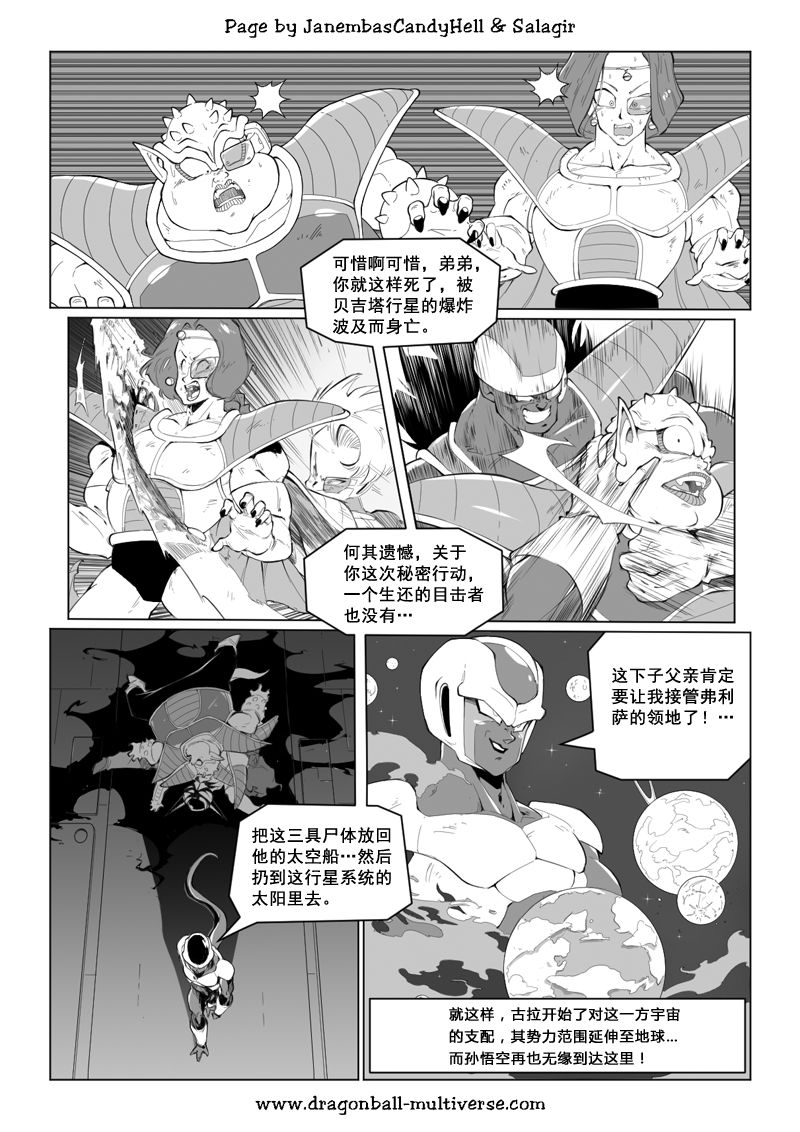 Page by JanembasCandyHell & Salagir
可惜啊可惜，弟弟，
你就这样死了，被
贝吉塔行星的爆炸
波及而身亡。
何其遗憾，关于
你这次秘密行动，
一个生还的目击者
也没有…
这下子父亲肯定
要让我接管弗利
萨的领地了！…
把这三具尸体放回
他的太空船…然后
扔到这行星系统的
太阳里去。
就这样，古拉开始了对这一方宇宙
的支配，其势力范围延伸至地球...
而孙悟空再也无缘到达这里！
www.dragonball-multiverse.com